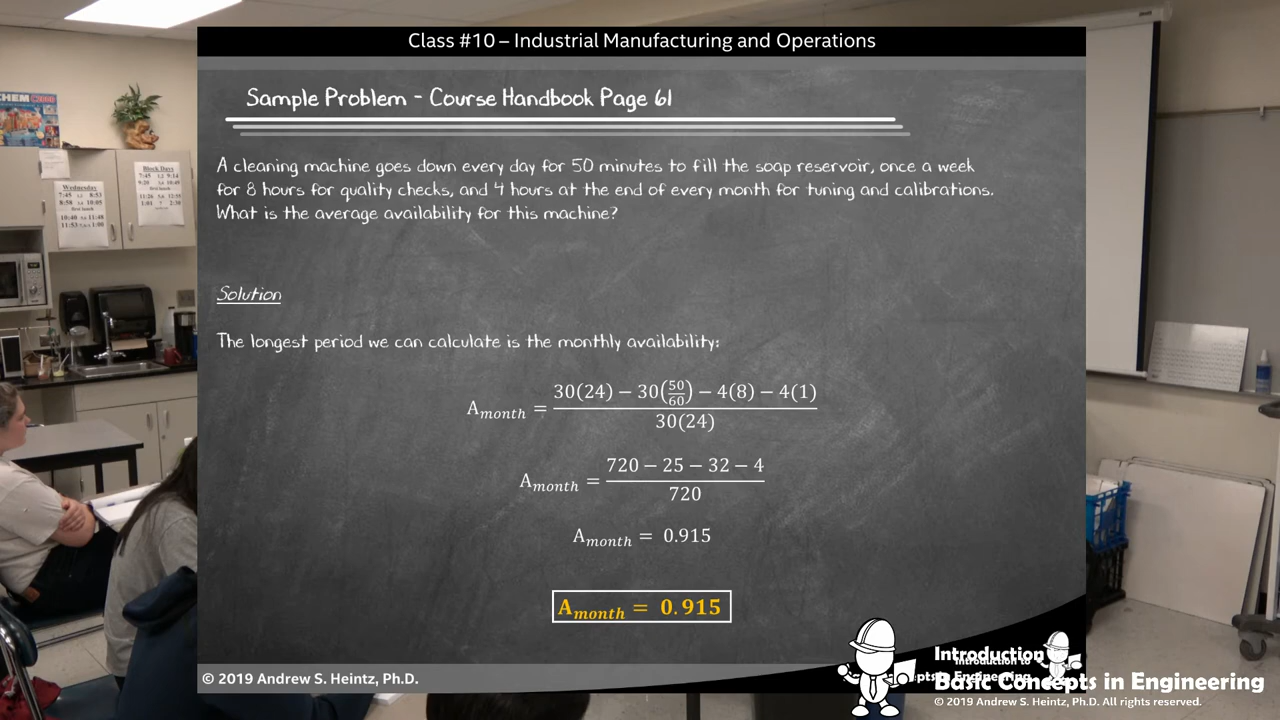 Class #10 – Industrial Manufacturing and Operations
Sample Problem - Course Handbook Page 61
A cleaning machine goes down every day for 50 minutes to fill the soap reservoir, once a week
for 8 hours for quality checks, and 4 hours at the end of every month for tuning and calibrations.
What is the average availability for this machine?
Solution
The longest period we can calculate is the monthly availability:
A_month = (30(24) − 30(50/60) − 4(8) − 4(1)) / 30(24)
A_month = (720 − 25 − 32 − 4) / 720
A_month = 0.915
A_month = 0.915
© 2019 Andrew S. Heintz, Ph.D.
Introduction
Basic Concepts in Engineering
© 2019 Andrew S. Heintz, Ph.D. All rights reserved.
Wednesday
Block Days